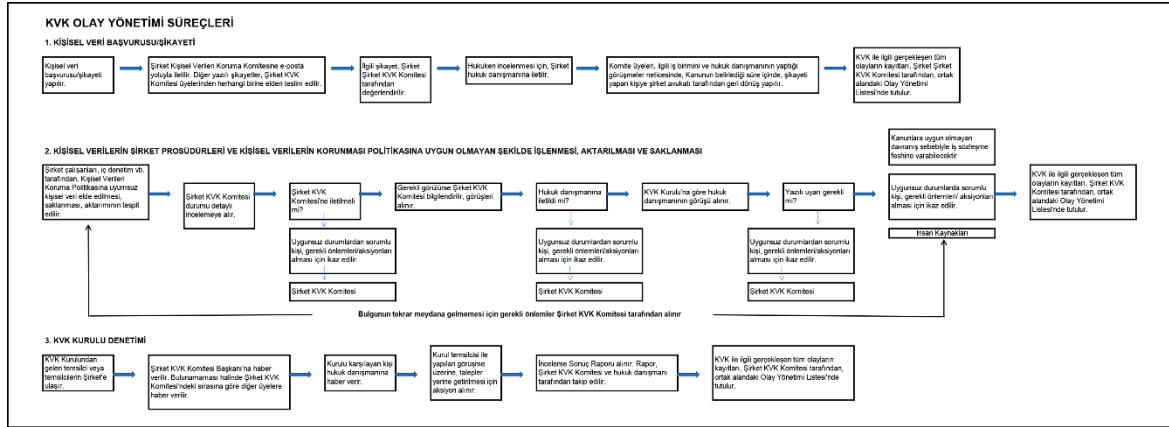 KVK OLAY YÖNETİMİ SÜREÇLERİ
1. KİŞİSEL VERİ BAŞVURUSU/ŞİKAYETİ
Kişisel veri
başvurusu/şikayeti
yapılır.
Şirket Kişisel Verileri Koruma Komitesine e-posta
yoluyla iletilir. Diğer yazılı şikayetler, Şirket KVK
Komitesi üyelerinden herhangi birine elden teslim edilir.
İlgili şikayet, Şirket
Şirket KVK Komitesi
tarafından
değerlendirilir.
Hukuken incelenmesi için, Şirket
hukuk danışmanına iletilir.
Komite üyeleri, ilgili iş birimini ve hukuk danışmanının yaptığı
görüşmeler neticesinde, Kanunun belirlediği süre içinde, şikayeti
yapan kişiye şirket avukatı tarafından geri dönüş yapılır.
KVK ile ilgili gerçekleşen tüm
olayların kayıtları, Şirket Şirket
KVK Komitesi tarafından, ortak
alandaki Olay Yönetimi
Listesi'nde tutulur.
2. KİŞİSEL VERİLERİN ŞİRKET PROSÜDÜRLERİ VE KİŞİSEL VERİLERİN KORUNMASI POLİTİKASINA UYGUN OLMAYAN ŞEKİLDE İŞLENMESİ, AKTARILMASI VE SAKLANMASI
Şirket çalışanları, iç denetim vb.
tarafından, Kişisel Verileri
Koruma Politikasına uyumsuz
kişisel veri elde edilmesi,
saklanması, aktarımının tespit
edilir.
Şirket KVK Komitesi
durumu detaylı
incelemeye alır.
Şirket KVK
Komitesi'ne iletilmeli
mi?
Gerekli görülürse Şirket KVK
Komitesi bilgilendirilir, görüşleri
alınır.
Hukuk danışmanına
iletildi mi?
KVK Kurulu'na göre hukuk
danışmanının görüşü alınır.
Yazılı uyarı gerekli
mi?
Kanunlara uygun olmayan
davranış sebebiyle iş sözleşme
feshine varabilecektir
Uygunsuz durumlarda sorumlu
kişi, gerekli önlemleri/ aksiyonları
alması için ikaz edilir.
İnsan Kaynakları
KVK ile ilgili gerçekleşen tüm olayların
kayıtları, Şirket KVK Komitesi
tarafından, ortak alandaki Olay Yönetimi
Listesi'nde tutulur.
Uygunsuz durumlardan sorumlu
kişi, gerekli önlemleri/aksiyonları
alması için ikaz edilir.
Uygunsuz durumlardan sorumlu
kişi, gerekli önlemleri/aksiyonları
alması için ikaz edilir.
Uygunsuz durumlardan sorumlu
kişi, gerekli önlemleri/aksiyonları
alması için ikaz edilir.
Şirket KVK Komitesi
Şirket KVK Komitesi
Şirket KVK Komitesi
Bulgunun tekrar meydana gelmemesi için gerekli önlemler Şirket KVK Komitesi tarafından alınır
3. KVK KURULU DENETİMİ
KVK Kurulundan
gelen temsilci veya
temsilcilerin Şirket'e
ulaşır.
Şirket KVK Komitesi Başkanı'na haber
verilir. Bulunamaması halinde Şirket KVK
Komitesi'ndeki sırasına göre diğer üyelere
haber verilir.
Kurulu karşılayan kişi
hukuk danışmanına
haber verir.
Kurul temsilcisi ile
yapılan görüşme
üzerine, talepler
yerine getirilmesi için
aksiyon alınır.
İnceleme Sonuç Raporu alınır. Rapor,
Şirket KVK Komitesi ve hukuk danışmanı
tarafından takip edilir.
KVK ile ilgili gerçekleşen tüm olayların
kayıtları, Şirket KVK Komitesi tarafından,
ortak alandaki Olay Yönetimi Listesi'nde
tutulur.